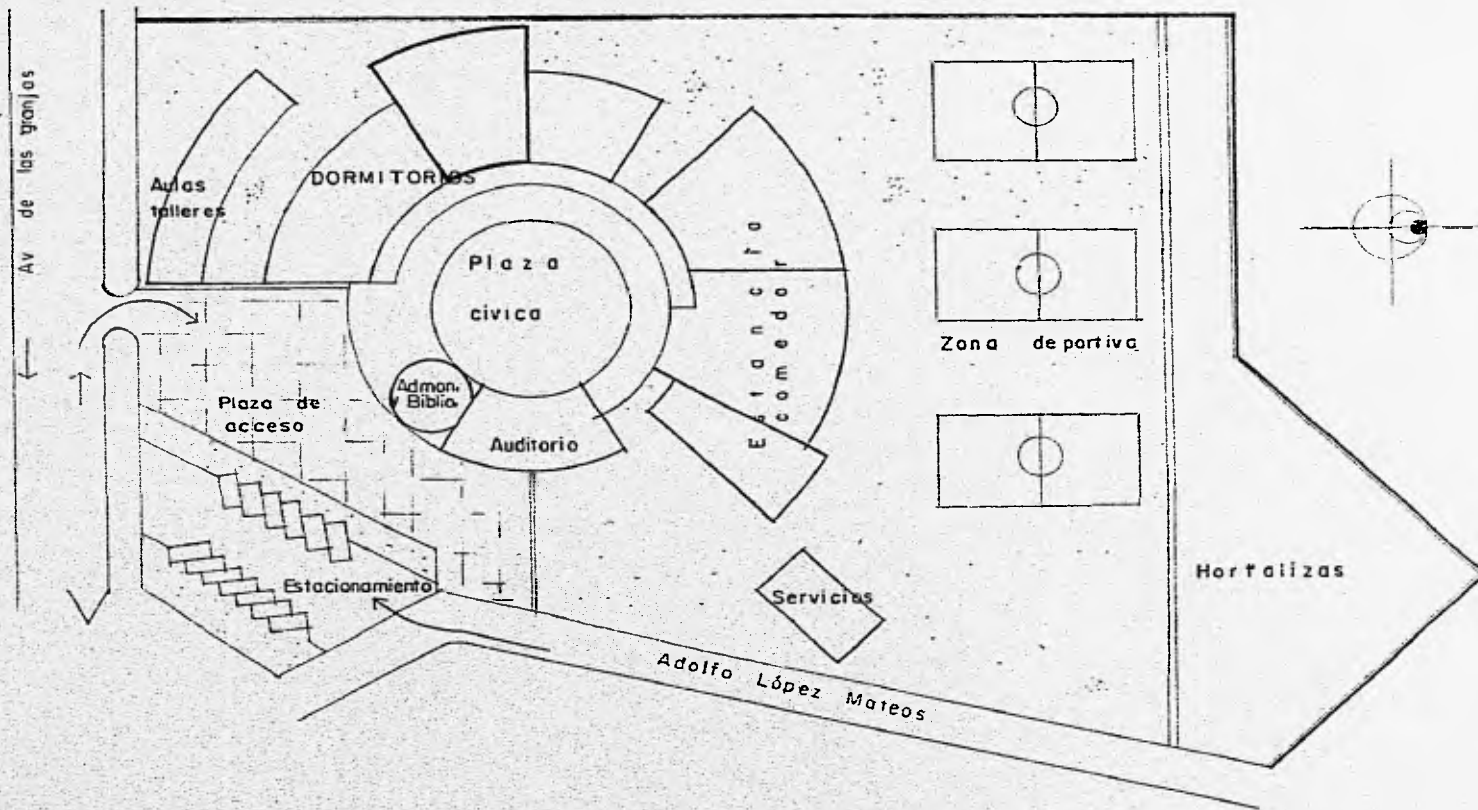 Av de las granjas
Aulas
talleres
DORMITORIOS
Plaza
cívica
Estancia
comedor
Zona deportiva
Admon.
y Biblio.
Plaza de
acceso
Auditorio
Estacionamiento
Servicios
Hortalizas
Adolfo López Mateos